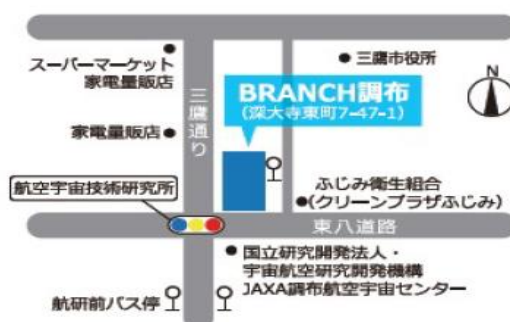 スーパーマーケット
家電量販店
三鷹市役所
N
BRANCH調布
(深大寺東町7-47-1)
三鷹通り
家電量販店
航空宇宙技術研究所
ふじみ衛生組合
(クリーンプラザふじみ)
東八道路
国立研究開発法人・
宇宙航空研究開発機構
JAXA調布航空宇宙センター
航研前バス停